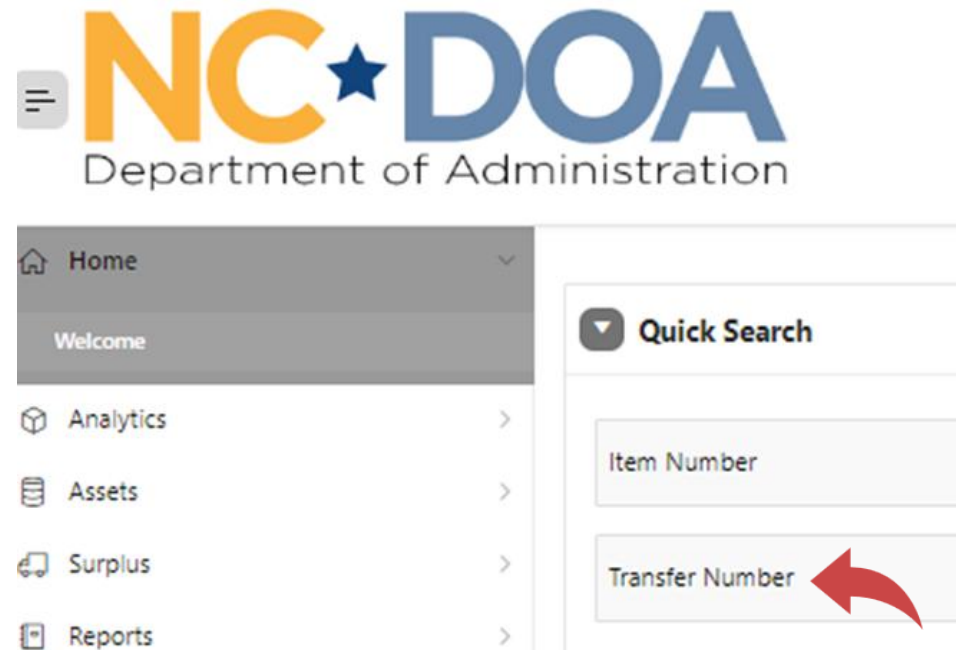 NC★DOA
Department of Administration
Home
Welcome
Analytics
Assets
Surplus
Reports
Quick Search
Item Number
Transfer Number